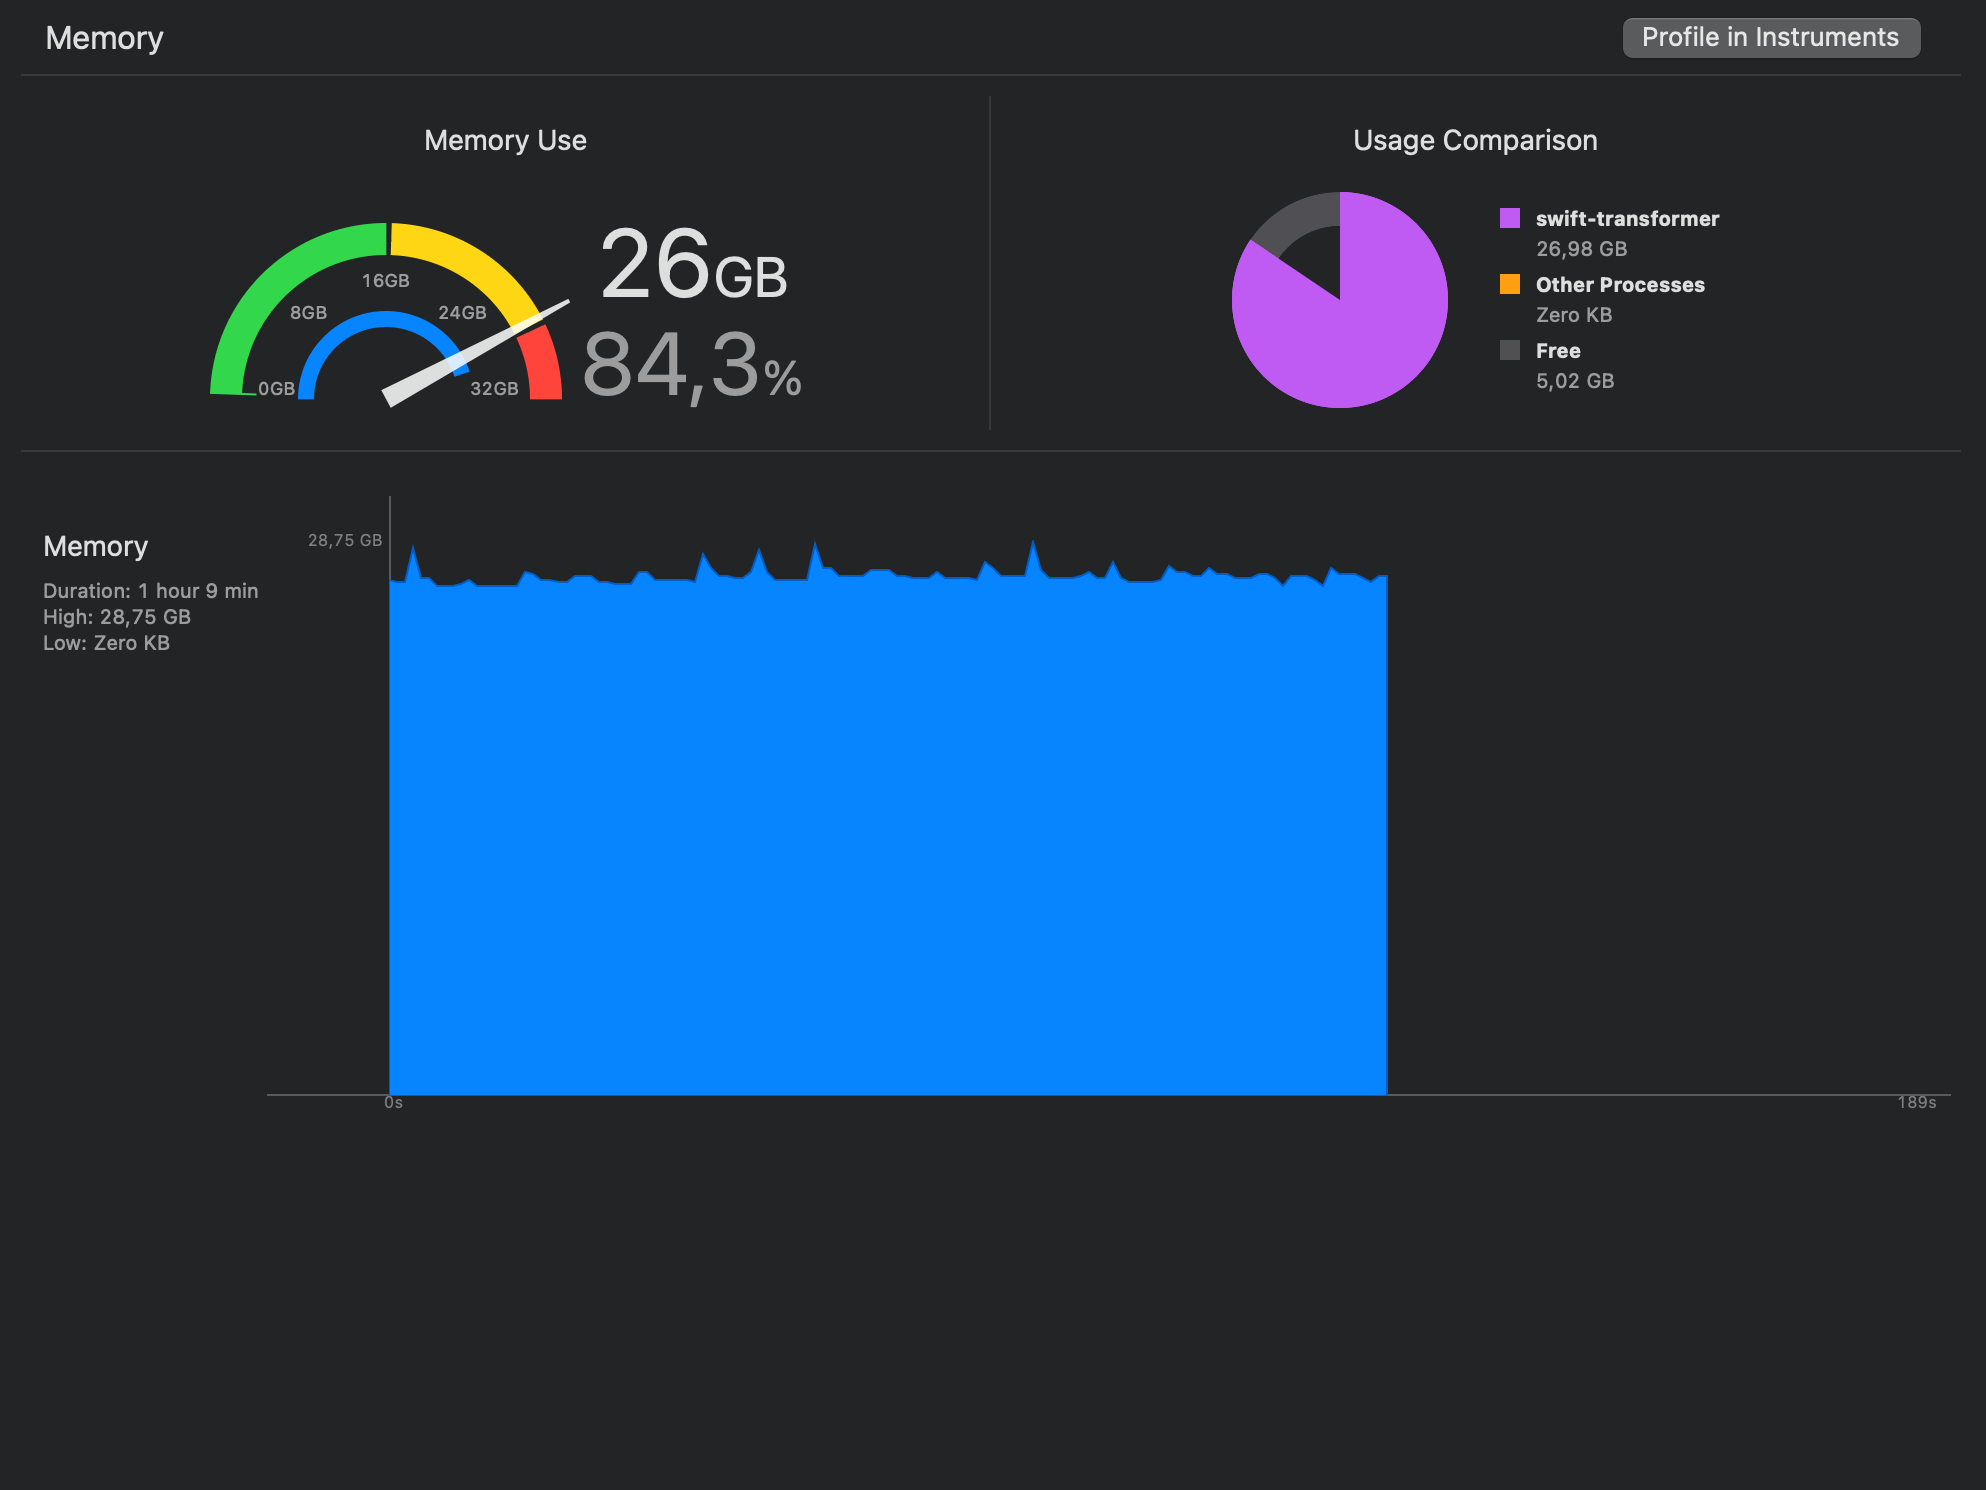 Memory
Profile in Instruments
Memory Use
26GB
84,3%
0GB
8GB
16GB
24GB
32GB
Usage Comparison
swift-transformer
26,98 GB
Other Processes
Zero KB
Free
5,02 GB
Memory
Duration: 1 hour 9 min
High: 28,75 GB
Low: Zero KB
28,75 GB
0s
189s